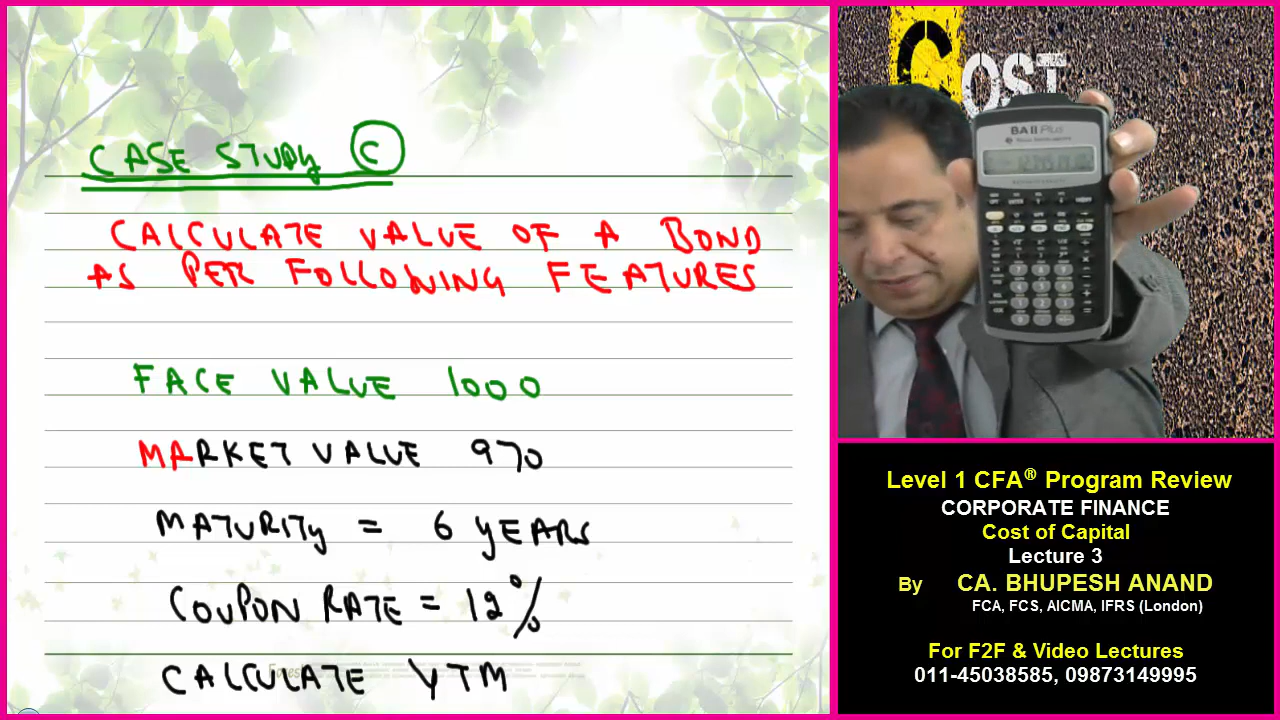 CASE STUDY C
CALCULATE VALUE OF A BOND
AS PER FOLLOWING FEATURES
FACE VALUE 1000
MARKET VALUE 970
MATURITY = 6 YEARS
COUPON RATE = 12%
CALCULATE YTM
COST
BA II Plus
Level 1 CFA® Program Review
CORPORATE FINANCE
Cost of Capital
Lecture 3
By CA. BHUPESH ANAND
FCA, FCS, AICMA, IFRS (London)
For F2F & Video Lectures
011-45038585, 09873149995